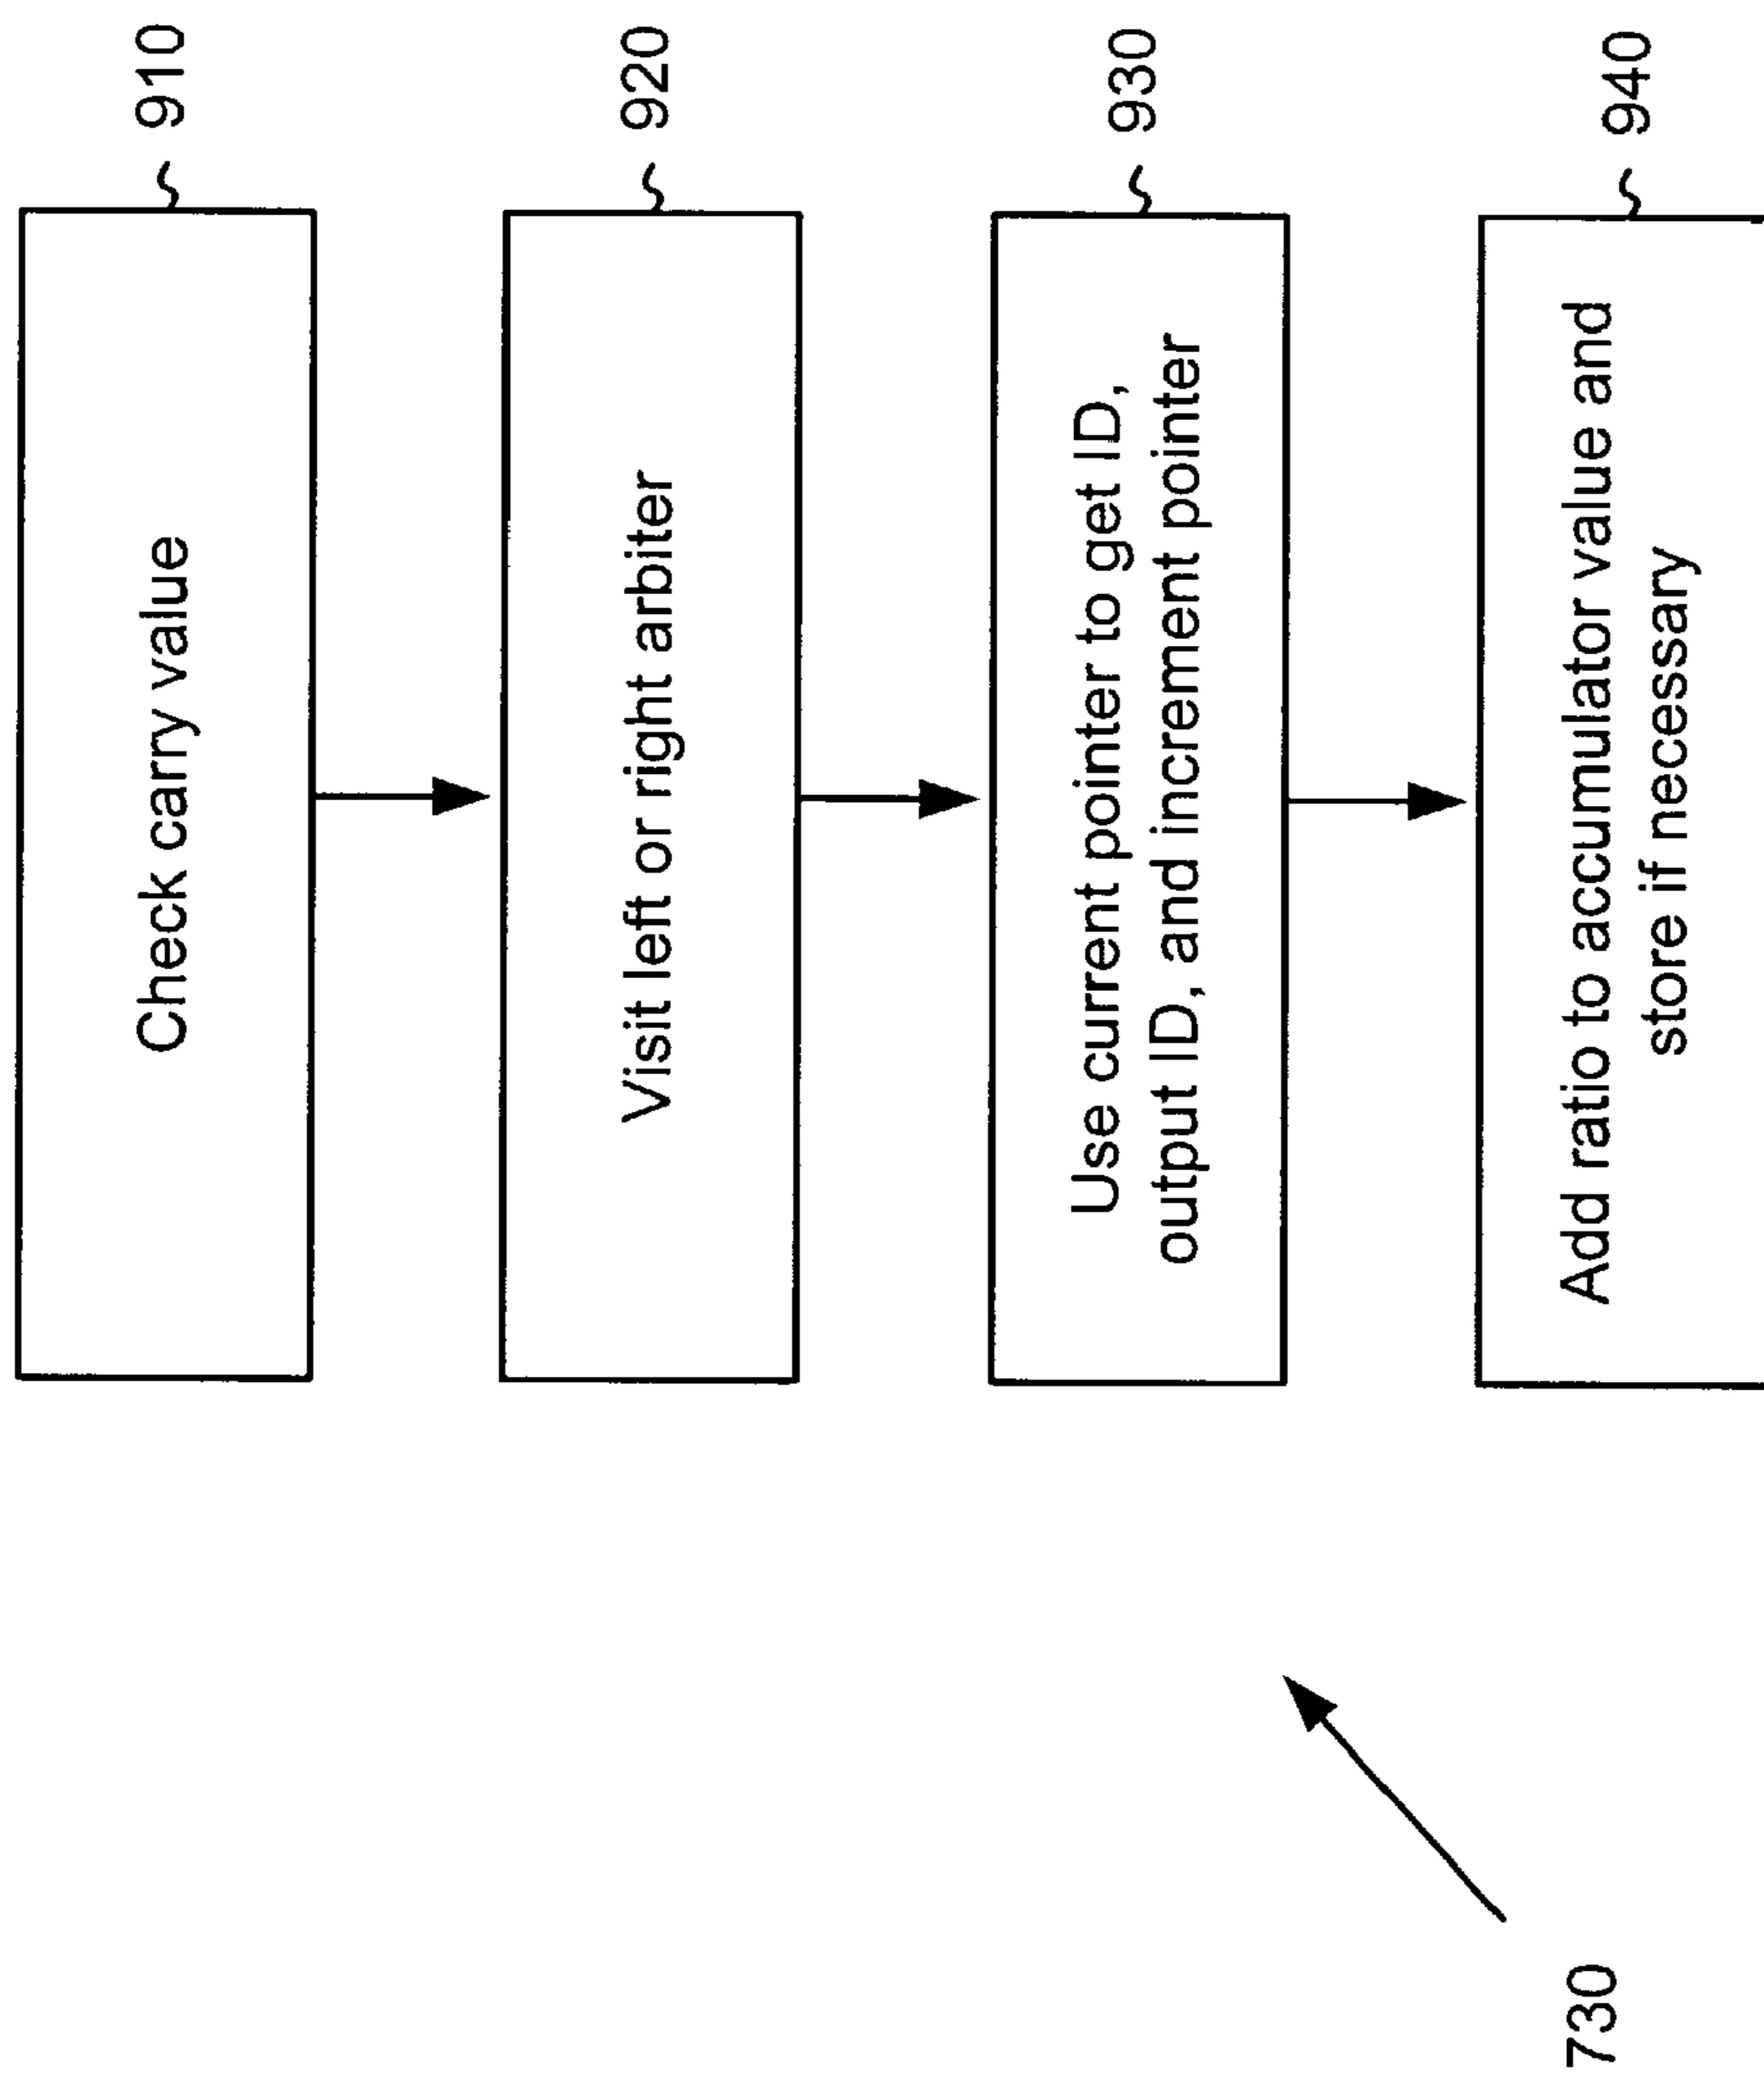 Check carry value
910
Visit left or right arbiter
920
Use current pointer to get ID,
output ID, and increment pointer
930
Add ratio to accumulator value and
store if necessary
940
730